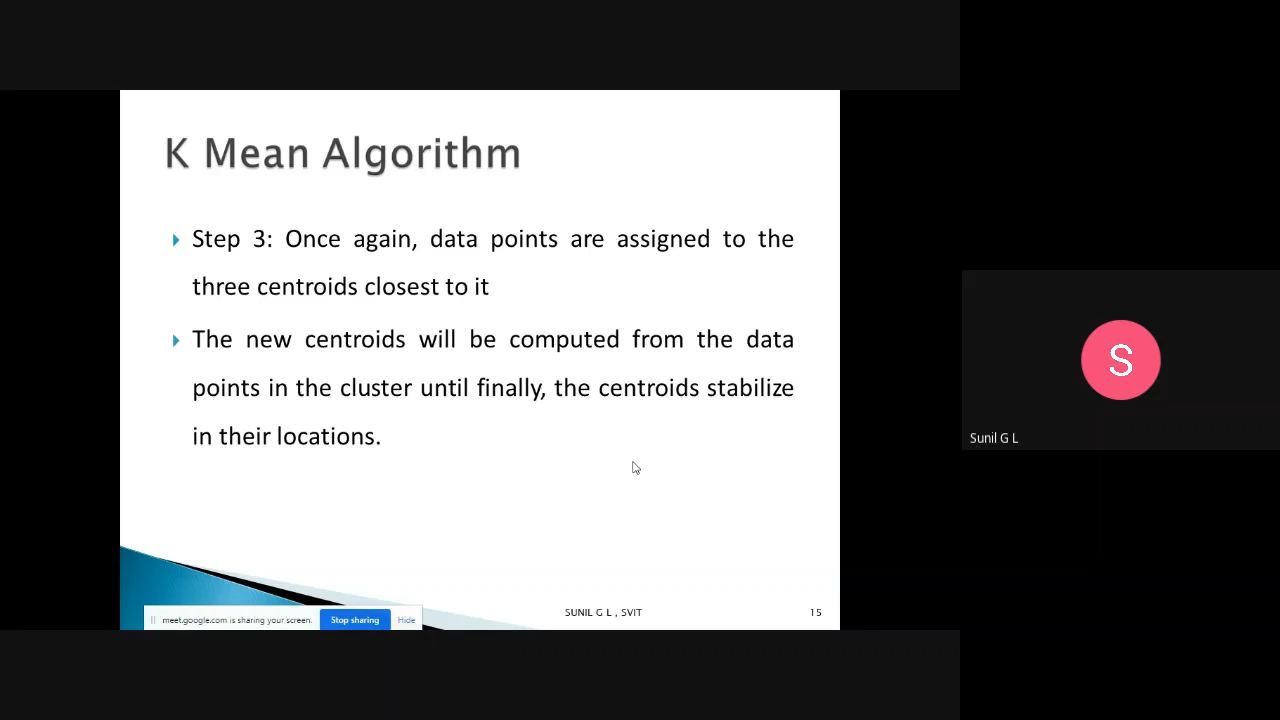 K Mean Algorithm
Step 3: Once again, data points are assigned to the
three centroids closest to it
The new centroids will be computed from the data
points in the cluster until finally, the centroids stabilize
in their locations.
S
Sunil G L
meet.google.com is sharing your screen.
Stop sharing
Hide
SUNIL G L , SVIT
15